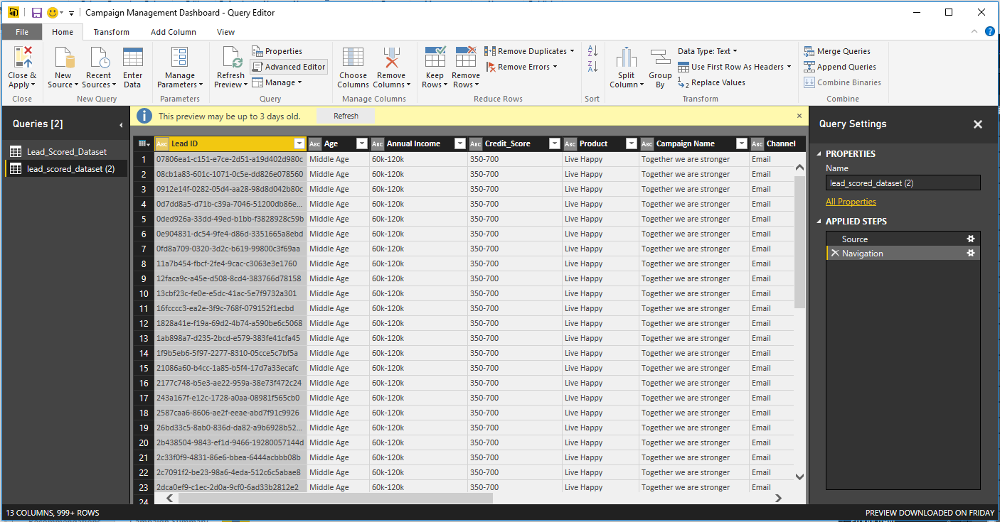 Campaign Management Dashboard - Query Editor
File Home Transform Add Column View
Close & Apply
New Source
Recent Sources
Enter Data
Manage Parameters
Refresh Preview
Properties
Advanced Editor
Manage
Choose Columns
Remove Columns
Keep Rows
Remove Rows
Remove Duplicates
Remove Errors
Split Column
Group By
Data Type: Text
Use First Row As Headers
Replace Values
Merge Queries
Append Queries
Combine Binaries
Close New Query Parameters Query Manage Columns Reduce Rows Sort Transform Combine
Queries [2]
Lead_Scored_Dataset
lead_scored_dataset (2)
This preview may be up to 3 days old. Refresh
ABC Lead ID ABC Age ABC Annual Income ABC Credit_Score ABC Product ABC Campaign Name ABC Channel
1 07806ea1-c151-e7ce-2d51-a19d402d980c Middle Age 60k-120k 350-700 Live Happy Together we are stronger Email
2 08cb1a83-601c-1071-0c5e-dd826e078560 Middle Age 60k-120k 350-700 Live Happy Together we are stronger Email
3 0912e14f-0282-05d4-aa28-98d8d042b80c Middle Age 60k-120k 350-700 Live Happy Together we are stronger Email
4 0d7dd8a5-d71b-c39a-7046-51200db86e... Middle Age 60k-120k 350-700 Live Happy Together we are stronger Email
5 0ded926a-33dd-49ed-b1bb-f3828928c59b Middle Age 60k-120k 350-700 Live Happy Together we are stronger Email
6 0e904831-dc54-9fe4-d86d-3351665a8ebd Middle Age 60k-120k 350-700 Live Happy Together we are stronger Email
7 0fd8a709-0320-3d2c-b619-99800c3f69aa Middle Age 60k-120k 350-700 Live Happy Together we are stronger Email
8 11a7b454-fbcf-2fe4-9cac-c3063e3e1760 Middle Age 60k-120k 350-700 Live Happy Together we are stronger Email
9 12faca9c-a45e-d508-8cd4-383766d78158 Middle Age 60k-120k 350-700 Live Happy Together we are stronger Email
10 13cbf23c-fe0e-e5dc-41ac-5e7f9732a301 Middle Age 60k-120k 350-700 Live Happy Together we are stronger Email
11 16fcccc3-ea2e-3f9c-768f-079152f1ecbd Middle Age 60k-120k 350-700 Live Happy Together we are stronger Email
12 1828a41e-f19a-69d2-4b74-a590be6c5068 Middle Age 60k-120k 350-700 Live Happy Together we are stronger Email
13 1ab898a7-d235-2bcd-e579-383fe41cfa45 Middle Age 60k-120k 350-700 Live Happy Together we are stronger Email
14 1f9b5eb6-5f97-2277-8310-05cce5c7bf5a Middle Age 60k-120k 350-700 Live Happy Together we are stronger Email
15 21086a60-b4cc-1a85-b5f4-17d7a33ecafc Middle Age 60k-120k 350-700 Live Happy Together we are stronger Email
16 2177c748-b5e3-ae22-959a-38e73f472c24 Middle Age 60k-120k 350-700 Live Happy Together we are stronger Email
17 243a167f-e12c-1728-a0aa-08981f565cb0 Middle Age 60k-120k 350-700 Live Happy Together we are stronger Email
18 2587caa6-8606-ae2f-eeae-abd7f91c9926 Middle Age 60k-120k 350-700 Live Happy Together we are stronger Email
19 26bd33c5-8ab0-836d-da82-a9b6928b52... Middle Age 60k-120k 350-700 Live Happy Together we are stronger Email
20 2b438504-9843-ef1d-9466-19280057144d Middle Age 60k-120k 350-700 Live Happy Together we are stronger Email
21 2c33f0f9-4831-86e6-bbea-6444acbbb08b Middle Age 60k-120k 350-700 Live Happy Together we are stronger Email
22 2c7091f2-be23-98a6-4eda-512c6c5abae8 Middle Age 60k-120k 350-700 Live Happy Together we are stronger Email
23 2dca0ef9-c1ec-2d0a-9cf0-6ad33b2812e2 Middle Age 60k-120k 350-700 Live Happy Together we are stronger Email
24
Query Settings
PROPERTIES
Name
lead_scored_dataset (2)
All Properties
APPLIED STEPS
Source
Navigation
13 COLUMNS, 999+ ROWS PREVIEW DOWNLOADED ON FRIDAY